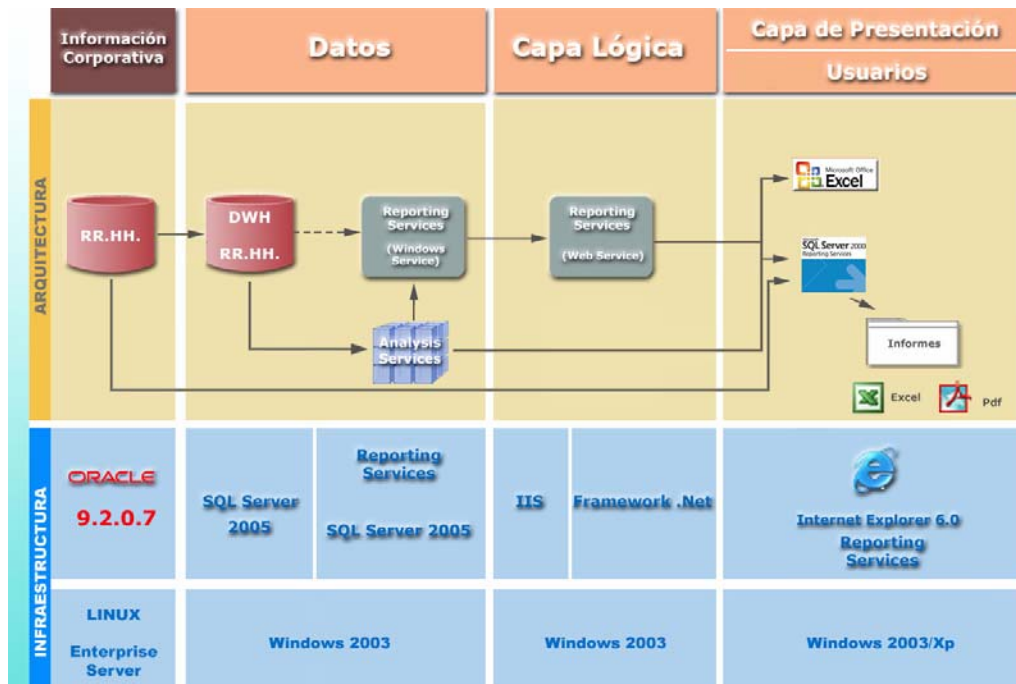 Información
Corporativa
Datos
Capa Lógica
Capa de Presentación
Usuarios
ARQUITECTURA
RR.HH.
DWH
RR.HH.
Reporting
Services
(Windows
Service)
Analysis
Services
Reporting
Services
(Web Service)
Microsoft Office
Excel
SQL Server 2000
Reporting Services
Informes
Excel
Pdf
INFRAESTRUCTURA
ORACLE
9.2.0.7
SQL Server
2005
Reporting
Services
SQL Server 2005
IIS
Framework .Net
Internet Explorer 6.0
Reporting
Services
LINUX
Enterprise
Server
Windows 2003
Windows 2003
Windows 2003/Xp